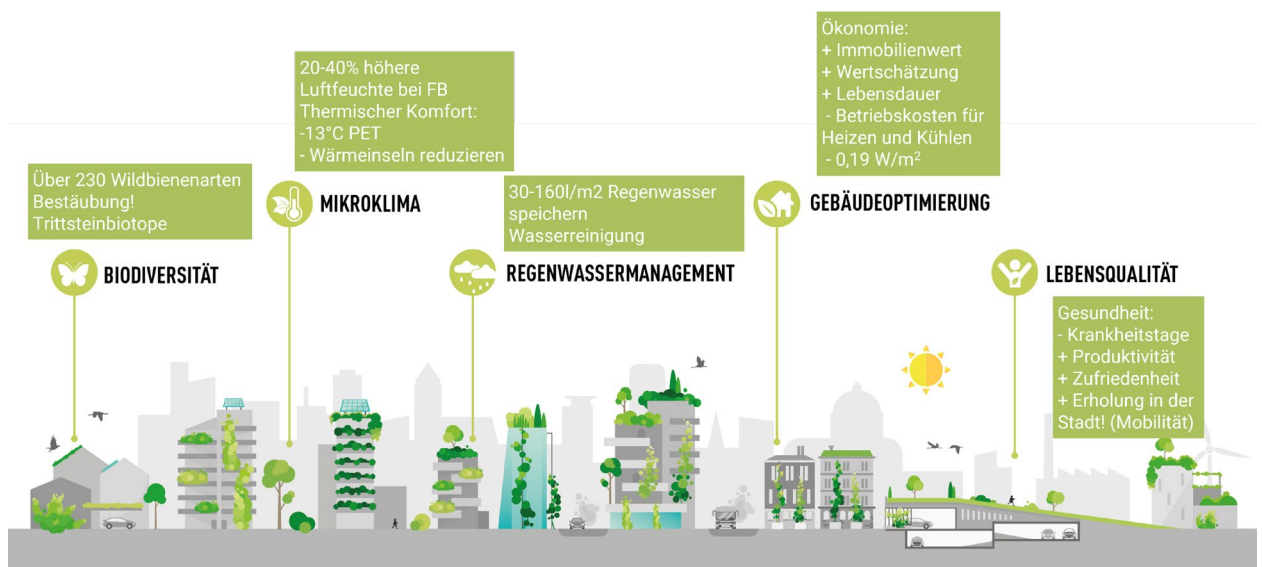 Über 230 Wildbienenarten
Bestäubung!
Trittsteinbiotope
BIODIVERSITÄT
20-40% höhere
Luftfeuchte bei FB
Thermischer Komfort:
-13°C PET
- Wärmeinseln reduzieren
MIKROKLIMA
30-160l/m2 Regenwasser
speichern
Wasserreinigung
REGENWASSERMANAGEMENT
Ökonomie:
+ Immobilienwert
+ Wertschätzung
+ Lebensdauer
- Betriebskosten für
Heizen und Kühlen
- 0,19 W/m²
GEBÄUDEOPTIMIERUNG
LEBENSQUALITÄT
Gesundheit:
- Krankheitstage
+ Produktivität
+ Zufriedenheit
+ Erholung in der
Stadt! (Mobilität)